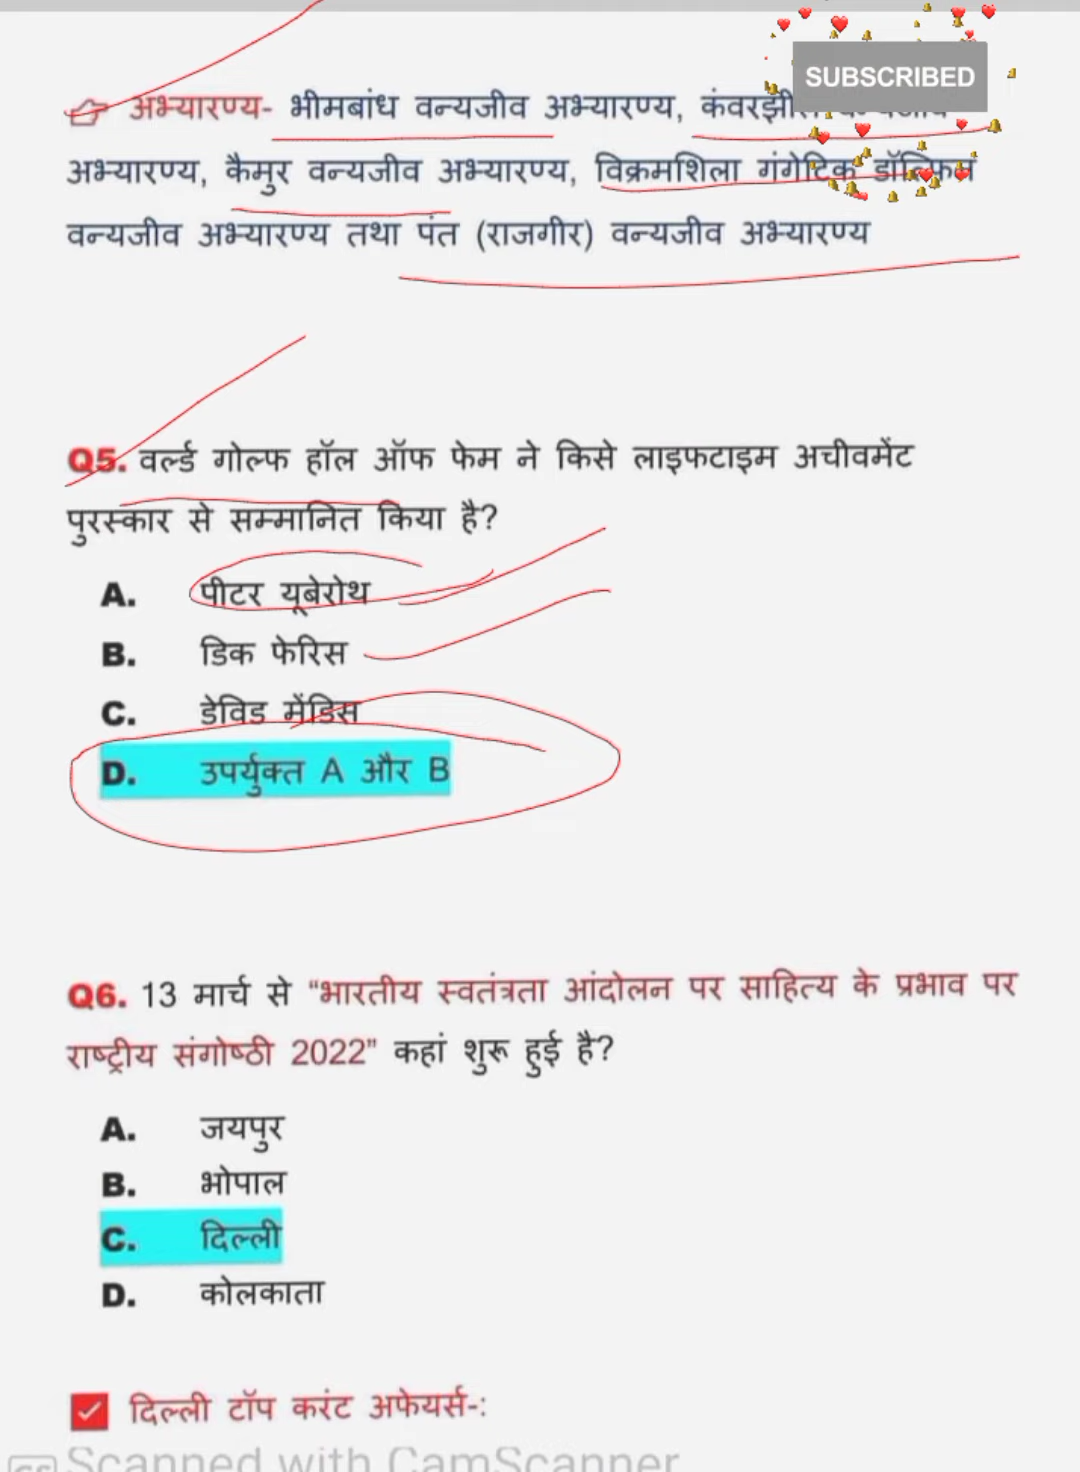 SUBSCRIBED
अभ्यारण्य- भीमबांध वन्यजीव अभ्यारण्य,
अभ्यारण्य, कैमुर वन्यजीव अभ्यारण्य, विक्रमशिला गंगेटिक डॉल्फिन
वन्यजीव अभ्यारण्य तथा पंत (राजगीर) वन्यजीव अभ्यारण्य
Q5. वर्ल्ड गोल्फ हॉल ऑफ फेम ने किसे लाइफटाइम अचीवमेंट
पुरस्कार से सम्मानित किया है?
A. पीटर यूबेरोथ
B. डिक फेरिस
C. डेविड मेंडिस
D. उपर्युक्त A और B
Q6. 13 मार्च से “भारतीय स्वतंत्रता आंदोलन पर साहित्य के प्रभाव पर
राष्ट्रीय संगोष्ठी 2022” कहां शुरू हुई है?
A. जयपुर
B. भोपाल
C. दिल्ली
D. कोलकाता
दिल्ली टॉप करंट अफेयर्स-:
CS Scanned with CamScanner